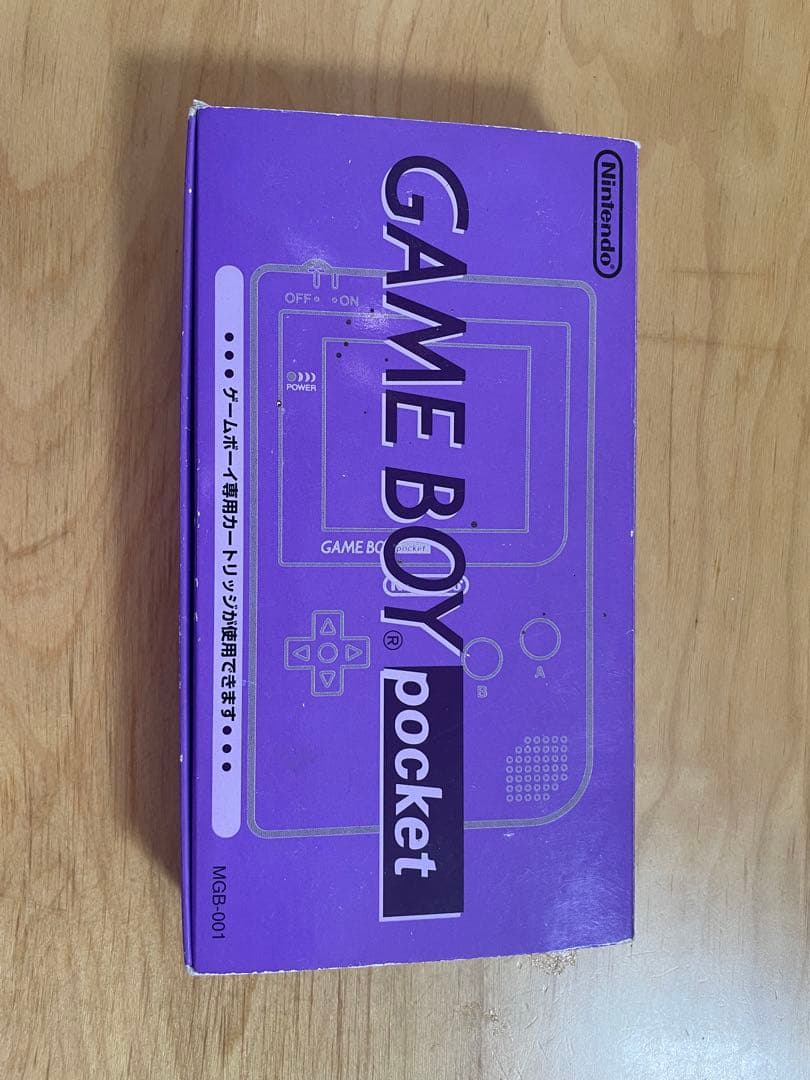 Nintendo®
GAME BOY® pocket
OFF ON
POWER
GAME BO pocket
B
A
•••ゲームボーイ専用カートリッジが使用できます•••
MGB-001